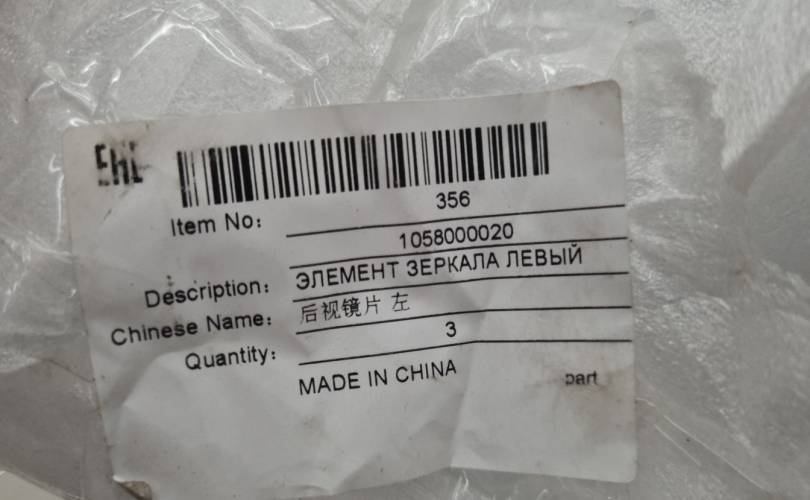 EAC
356
Item No:
1058000020
Description: ЭЛЕМЕНТ ЗЕРКАЛА ЛЕВЫЙ
Chinese Name: 后视镜片 左
Quantity: 3
MADE IN CHINA
part